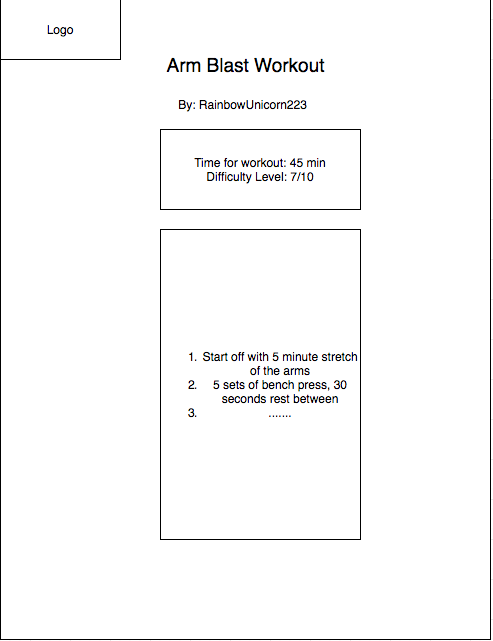 Logo
Arm Blast Workout
By: RainbowUnicorn223
Time for workout: 45 min
Difficulty Level: 7/10
1. Start off with 5 minute stretch
of the arms
2. 5 sets of bench press, 30
seconds rest between
3. .......